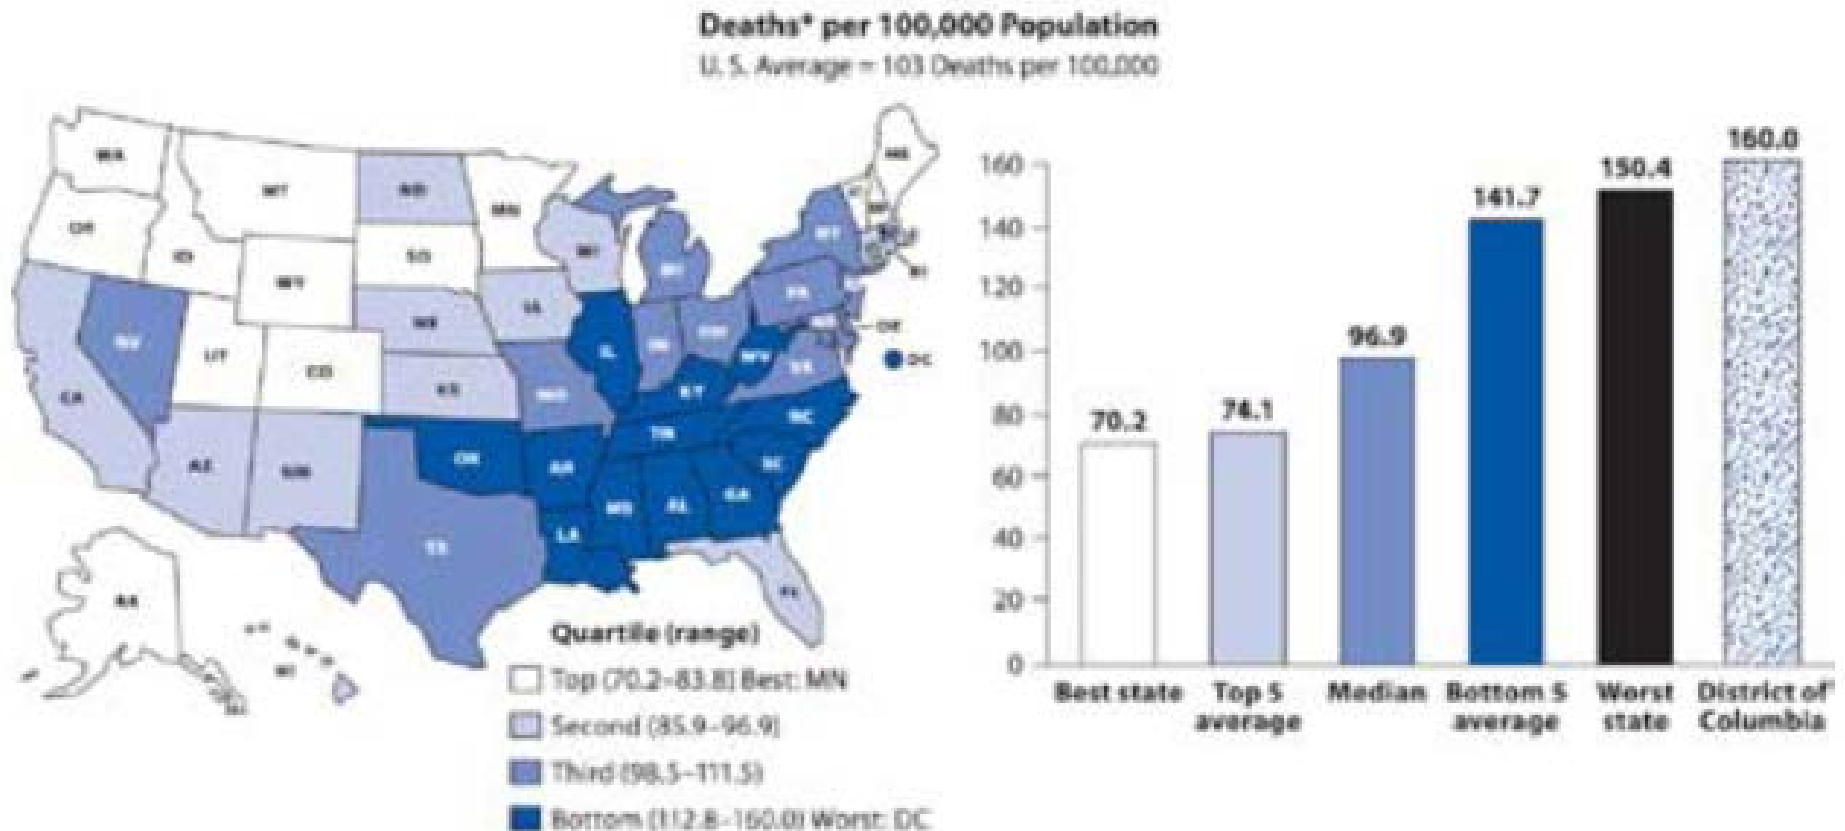 Deaths* per 100,000 Population
U. S. Average = 103 Deaths per 100,000
WA
MT
ND
MN
ME
OR
ID
WY
SD
WI
MI
NY
RI
NV
UT
CO
NE
IA
IL
IN
OH
PA
WV
VA
DE
DC
CA
KS
MO
KY
NC
AZ
NM
OK
AR
TN
SC
TX
LA
MS
AL
GA
FL
AK
HI
Quartile (range)
Top (70.2–83.8) Best: MN
Second (85.9–96.9)
Third (98.5–111.5)
Bottom (112.8–160.0) Worst: DC
160
140
120
100
80
60
40
20
0
70.2
74.1
96.9
141.7
150.4
160.0
Best state
Top 5
average
Median
Bottom 5
average
Worst
state
District of
Columbia